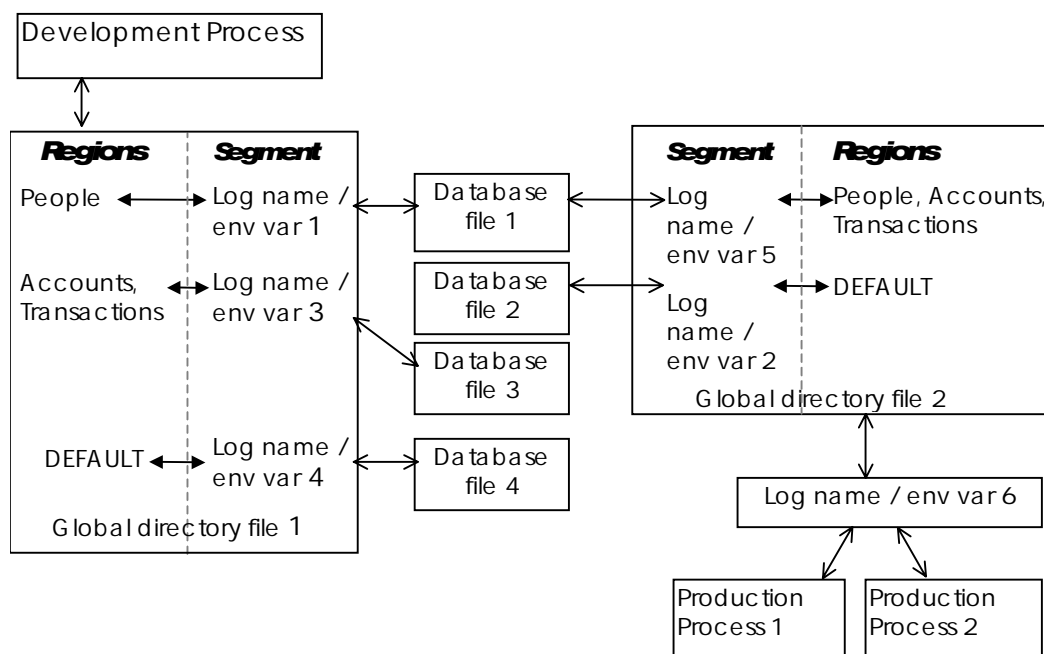 Development Process
Regions
Segment
People
Log name /
env var 1
Accounts,
Transactions
Log name /
env var 3
DEFAULT
Log name /
env var 4
Global directory file 1
Database
file 1
Database
file 2
Database
file 3
Database
file 4
Segment
Regions
Log
name /
env var 5
People, Accounts,
Transactions
Log
name /
env var 2
DEFAULT
Global directory file 2
Log name / env var 6
Production
Process 1
Production
Process 2